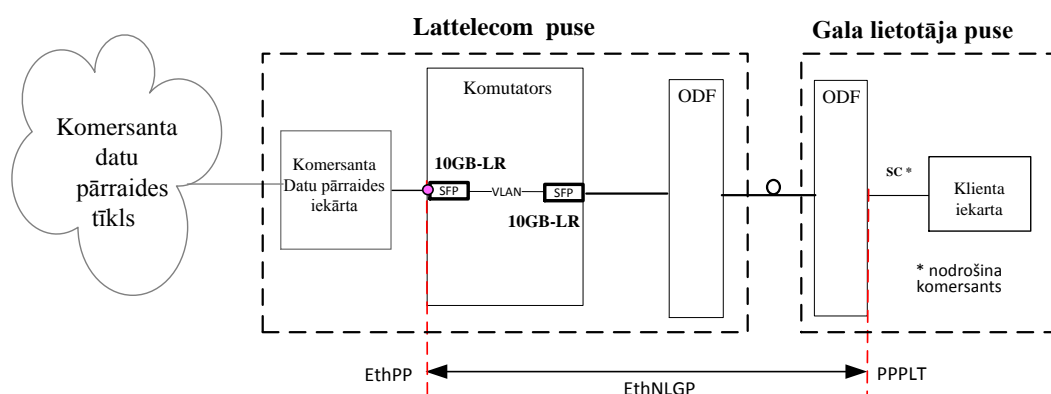 Lattelecom puse
Gala lietotāja puse
Komersanta
datu
pārraides
tīkls
Komersanta
Datu pārraides
iekārta
Komutators
10GB-LR
SFP
VLAN
SFP
10GB-LR
ODF
ODF
SC *
Klienta
iekarta
* nodrošina
komersants
EthPP
EthNLGP
PPPLT